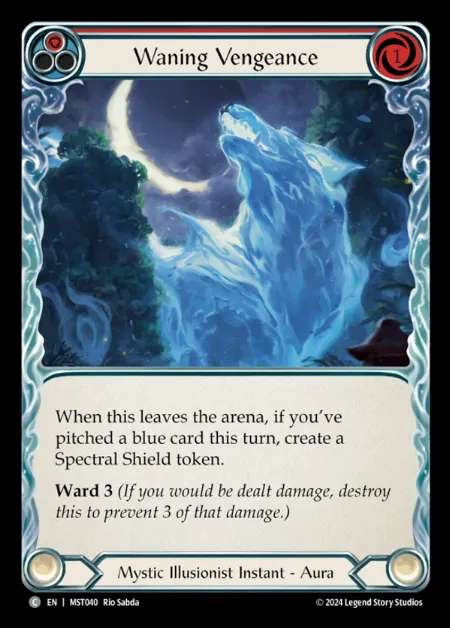 Waning Vengeance
1
When this leaves the arena, if you've
pitched a blue card this turn, create a
Spectral Shield token.
Ward 3 (If you would be dealt damage, destroy
this to prevent 3 of that damage.)
Mystic Illusionist Instant - Aura
C EN | MST040 Rio Sabda
© 2024 Legend Story Studios